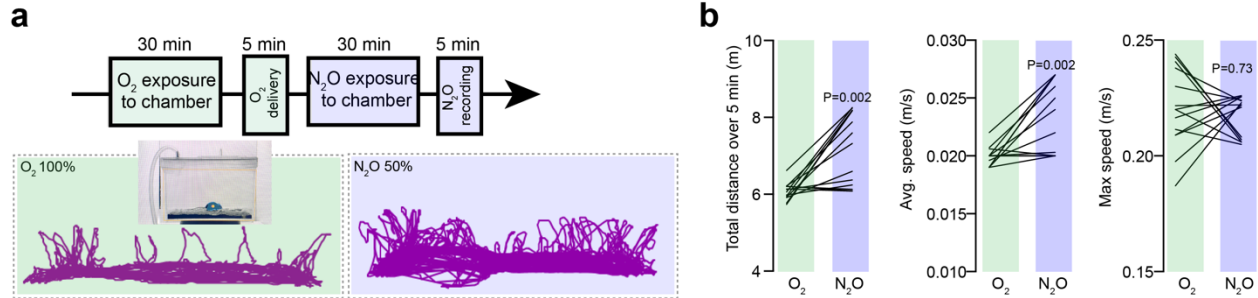 a
30 min 5 min 30 min 5 min
O₂ exposure
to chamber
O₂
delivery
N₂O exposure
to chamber
N₂O
recording
O₂ 100%
N₂O 50%
b
Total distance over 5 min (m)
10
8
6
4
P=0.002
O₂ N₂O
Avg. speed (m/s)
0.030
0.025
0.020
0.015
0.010
P=0.002
O₂ N₂O
Max speed (m/s)
0.25
0.20
0.15
P=0.73
O₂ N₂O